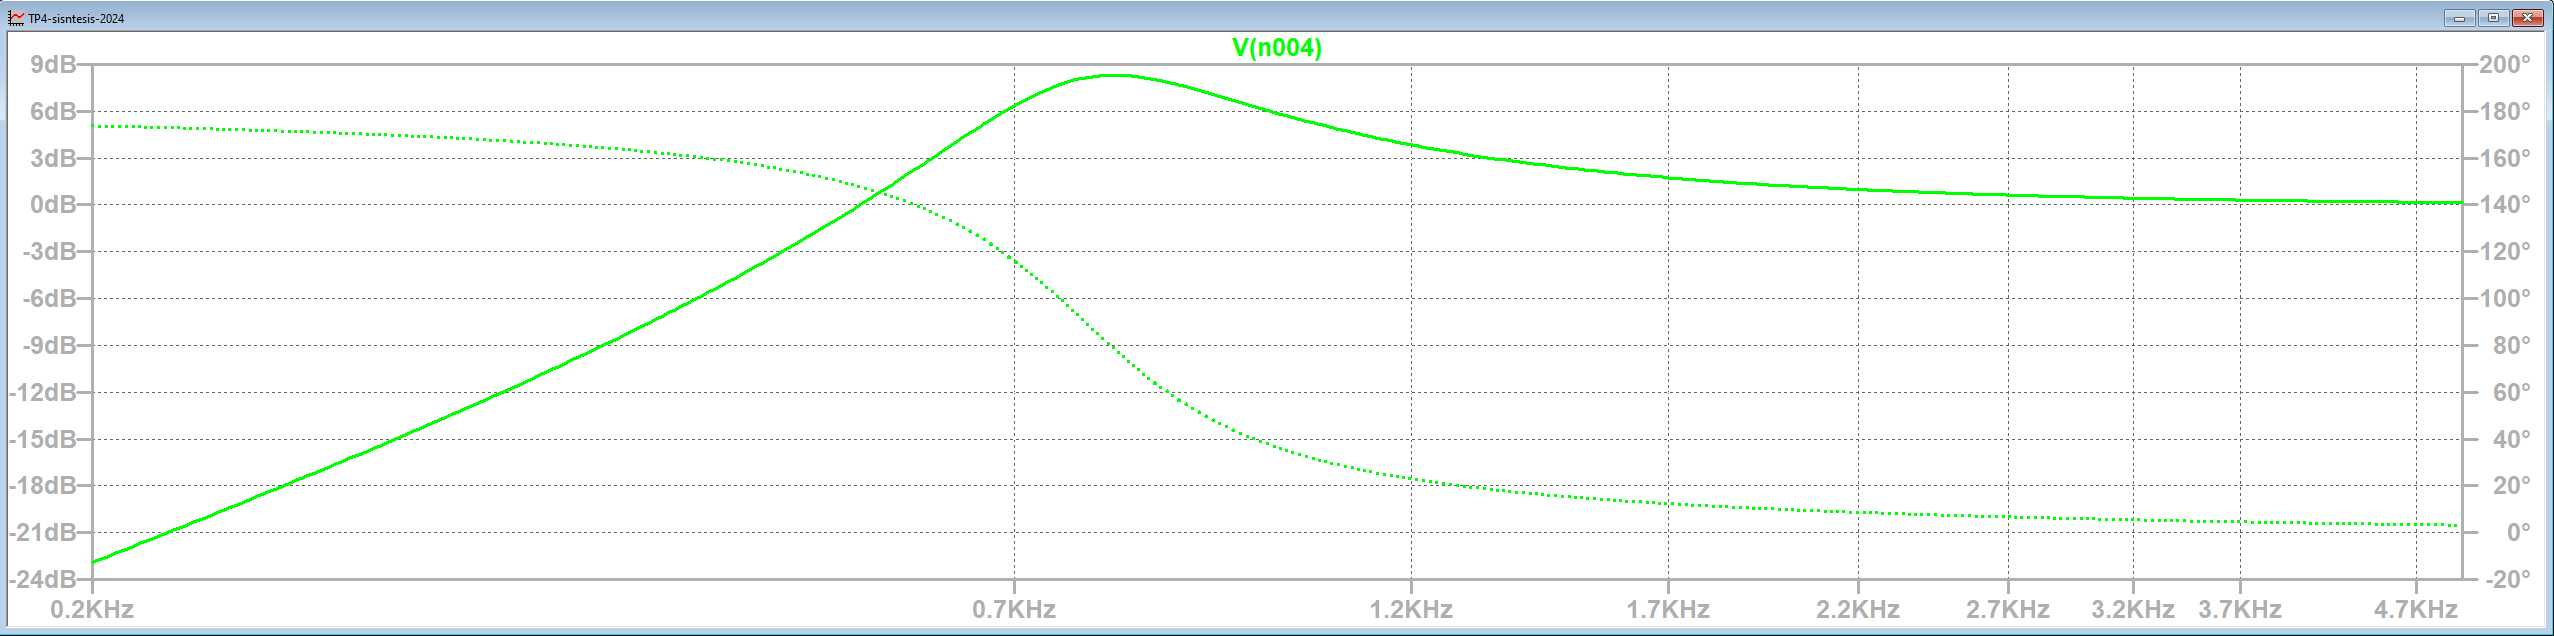 TP4-sisntesis-2024
V(n004)
9dB 200°
6dB 180°
3dB 160°
0dB 140°
-3dB 120°
-6dB 100°
-9dB 80°
-12dB 60°
-15dB 40°
-18dB 20°
-21dB 0°
-24dB -20°
0.2KHz 0.7KHz 1.2KHz 1.7KHz 2.2KHz 2.7KHz 3.2KHz 3.7KHz 4.7KHz